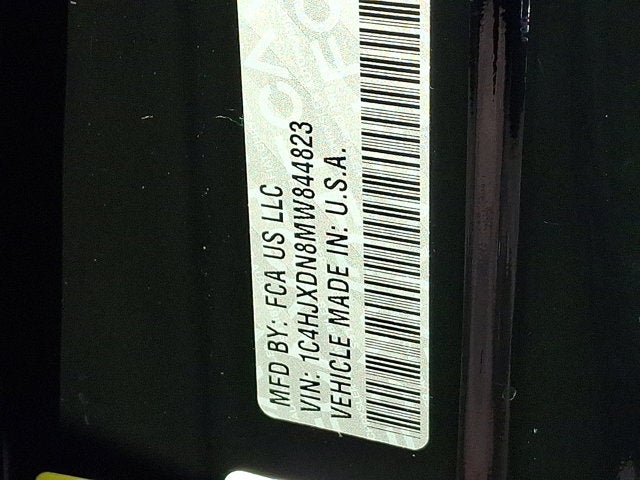 MFD BY: FCA US LLC
VIN: 1C4HJXDN8MW844823
VEHICLE MADE IN: U.S.A.